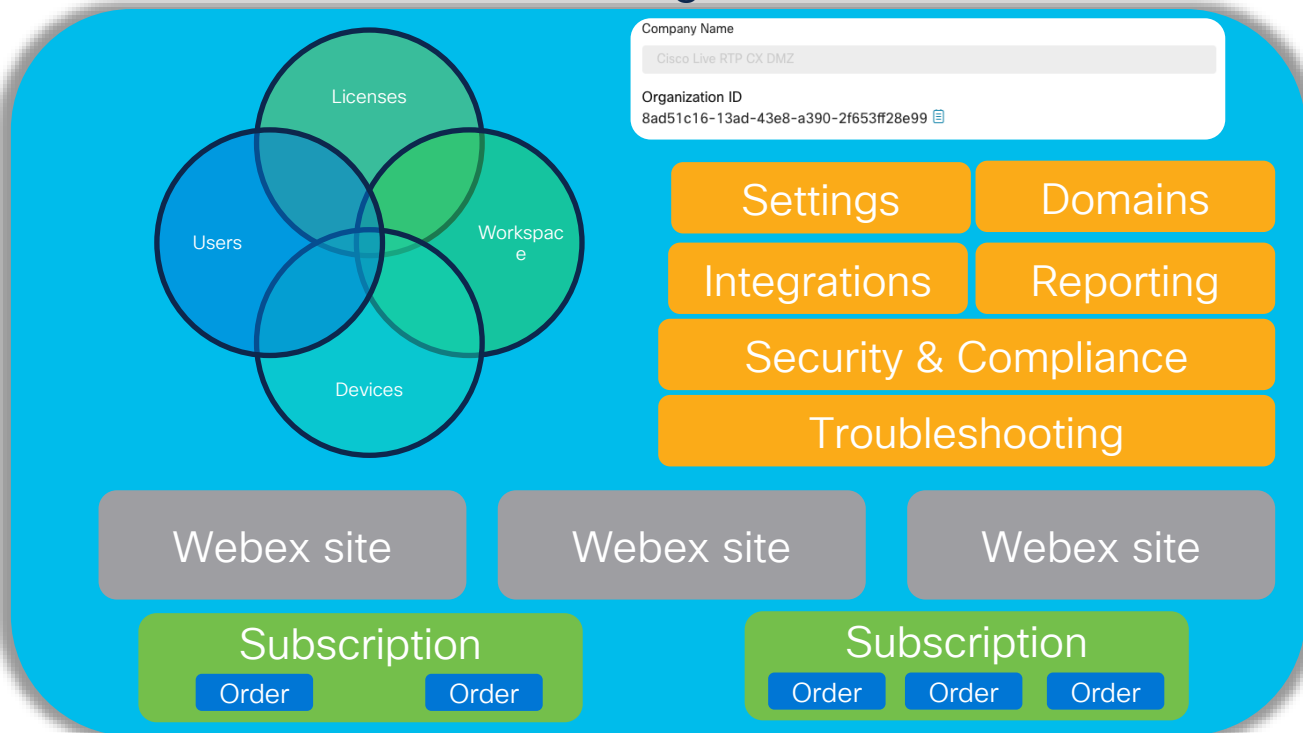 Company Name
Cisco Live RTP CX DMZ
Organization ID
8ad51c16-13ad-43e8-a390-2f653ff28e99
Licenses
Users
Workspac
e
Devices
Settings
Domains
Integrations
Reporting
Security & Compliance
Troubleshooting
Webex site
Webex site
Webex site
Subscription
Order
Order
Subscription
Order
Order
Order